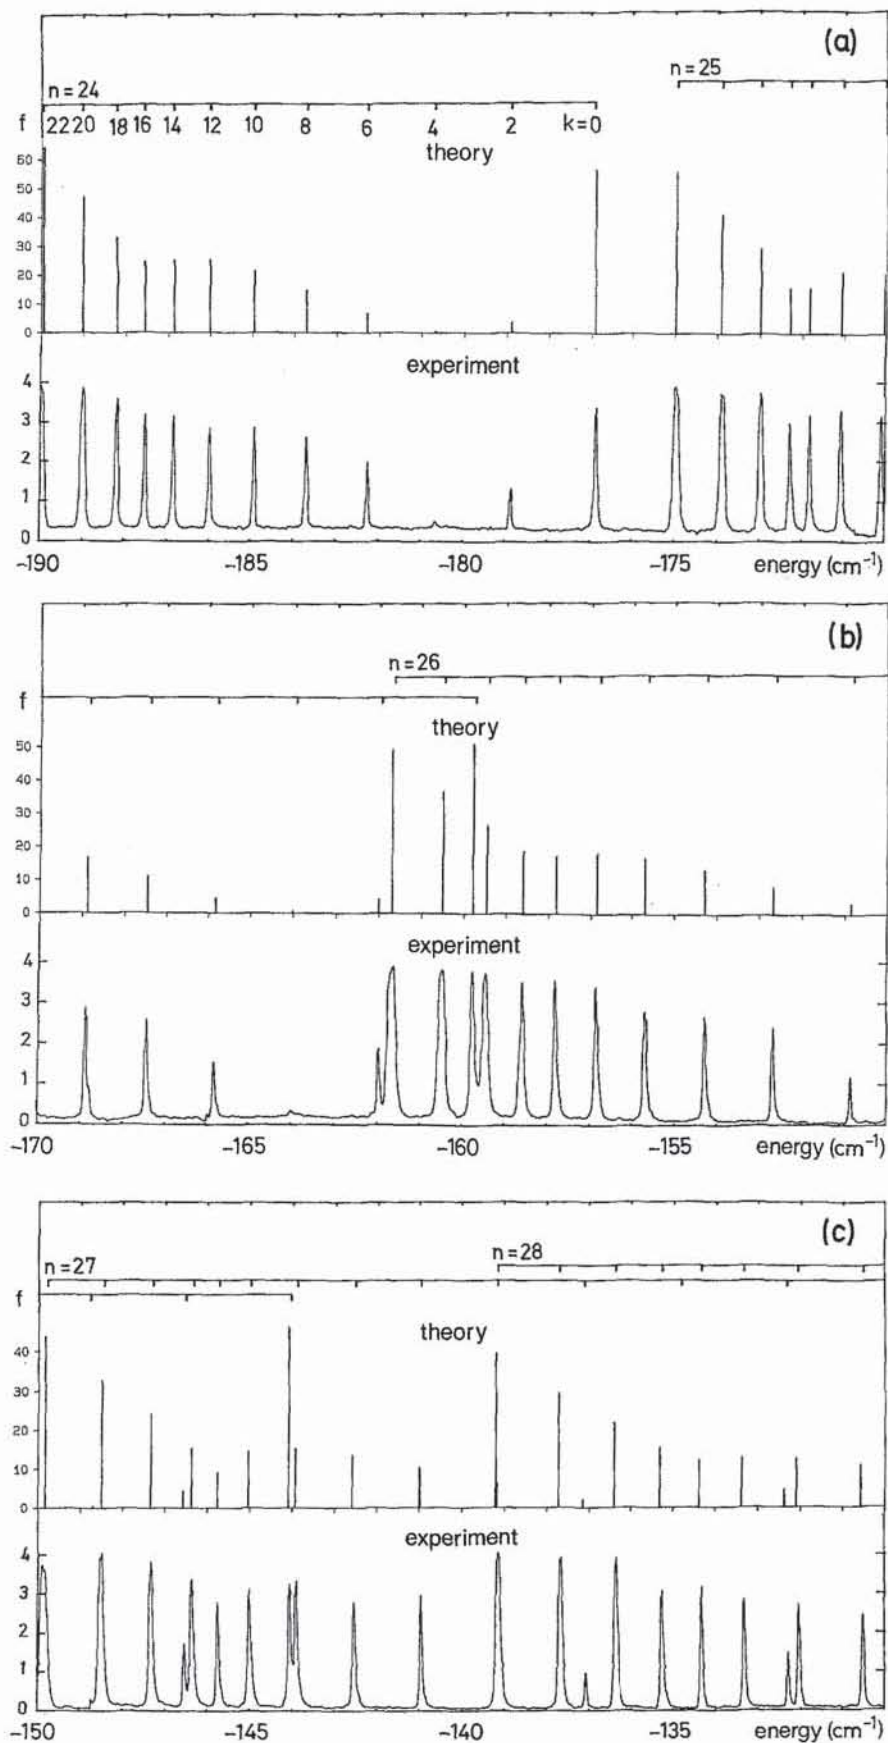 (a)
n=24
n=25
f 22 20 18 16 14 12 10 8 6 4 2 k=0
theory
60
50
40
30
20
10
0
experiment
4
3
2
1
0
-190 -185 -180 -175 energy (cm⁻¹)
(b)
n=26
f
theory
50
40
30
20
10
0
experiment
4
3
2
1
0
-170 -165 -160 -155 energy (cm⁻¹)
(c)
n=27
n=28
f
theory
40
30
20
10
0
experiment
4
3
2
1
0
-150 -145 -140 -135 energy (cm⁻¹)